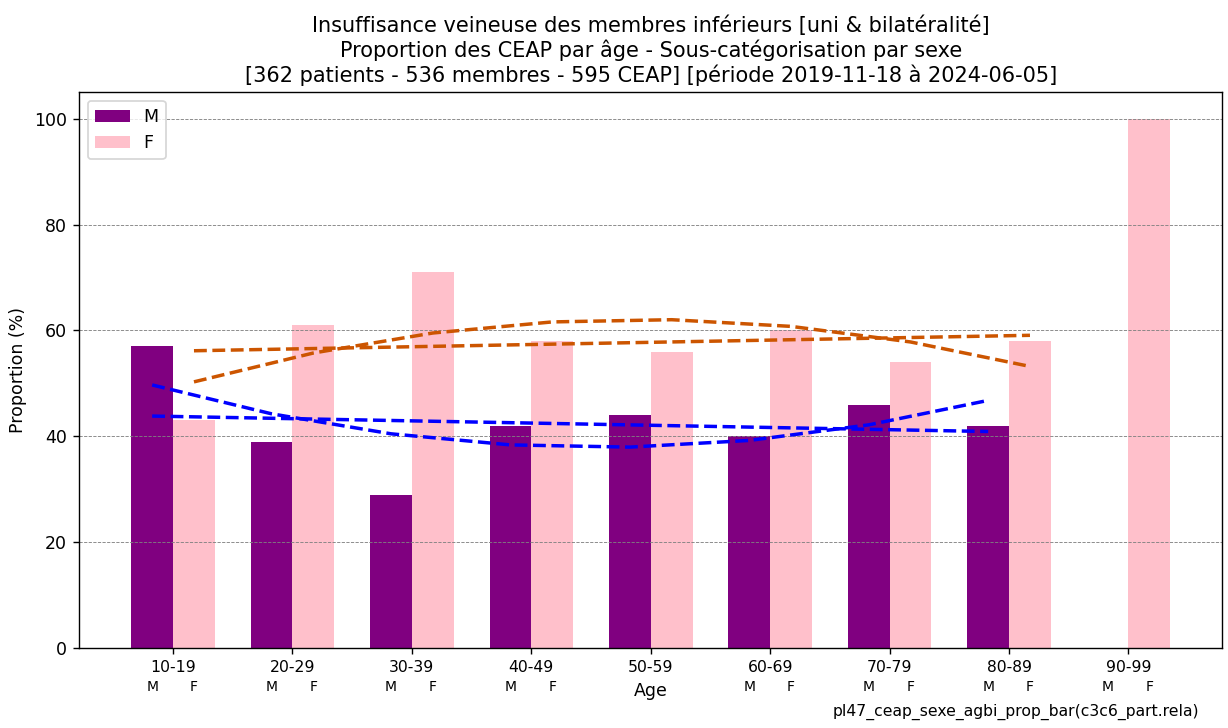 Insuffisance veineuse des membres inférieurs [uni & bilatéralité]
Proportion des CEAP par âge - Sous-catégorisation par sexe
[362 patients - 536 membres - 595 CEAP] [période 2019-11-18 à 2024-06-05]
M
F
Proportion (%)
100
80
60
40
20
0
10-19 20-29 30-39 40-49 50-59 60-69 70-79 80-89 90-99
M F M F M F M F M F M F M F M F
Age
pl47_ceap_sexe_agbi_prop_bar(c3c6_part.rela)